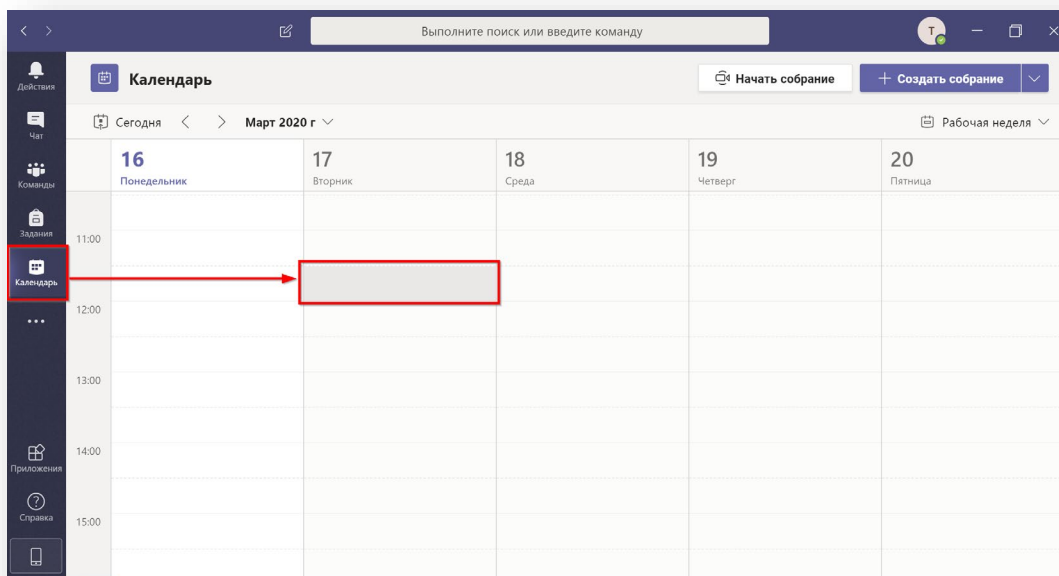 Выполните поиск или введите команду
T
Действия
Чат
Команды
Задания
Календарь
Приложения
Справка
Календарь
Начать собрание
Создать собрание
Сегодня
Март 2020 г
Рабочая неделя
16
Понедельник
17
Вторник
18
Среда
19
Четверг
20
Пятница
11:00
12:00
13:00
14:00
15:00